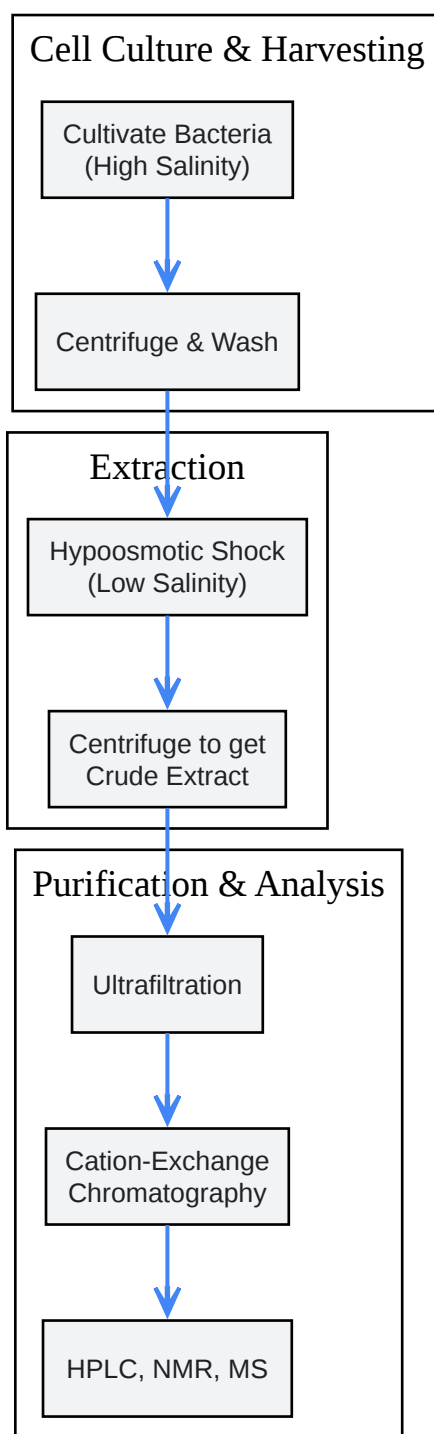 Cell Culture & Harvesting
Cultivate Bacteria
(High Salinity)
Centrifuge & Wash
Extraction
Hypoosmotic Shock
(Low Salinity)
Centrifuge to get
Crude Extract
Purification & Analysis
Ultrafiltration
Cation-Exchange
Chromatography
HPLC, NMR, MS